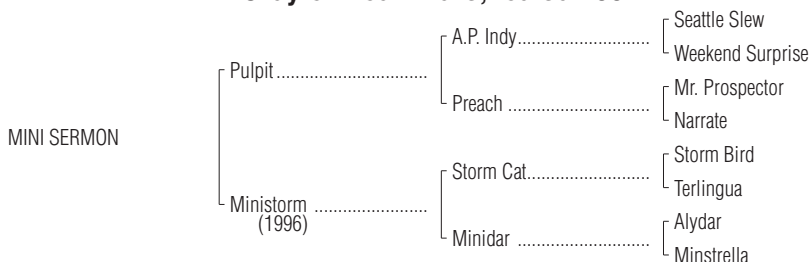 Seattle Slew
A.P. Indy
Weekend Surprise
Pulpit
Mr. Prospector
Preach
Narrate
MINI SERMON
Storm Bird
Storm Cat
Terlingua
Ministorm
(1996)
Alydar
Minidar
Minstrella